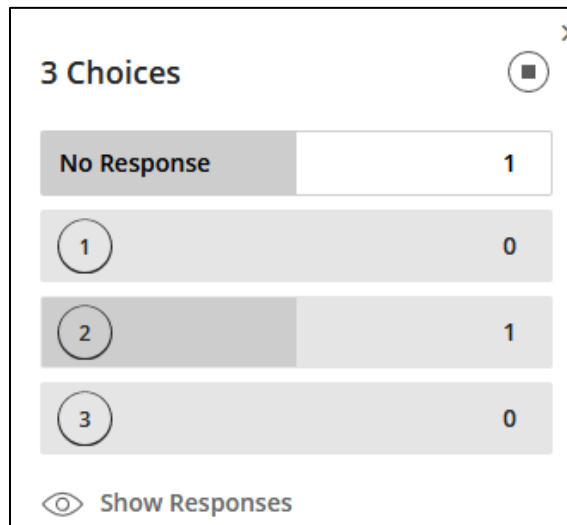 3 Choices
No Response 1
1 0
2 1
3 0
Show Responses